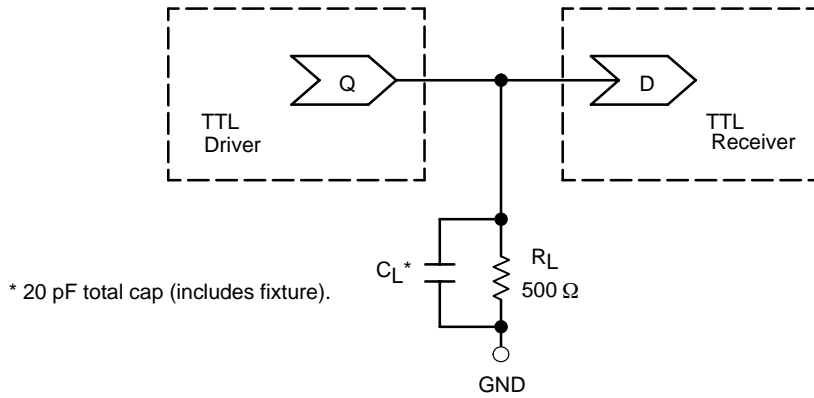 Q
D
TTL
Driver
TTL
Receiver
CL*
RL
500 Ω
* 20 pF total cap (includes fixture).
GND